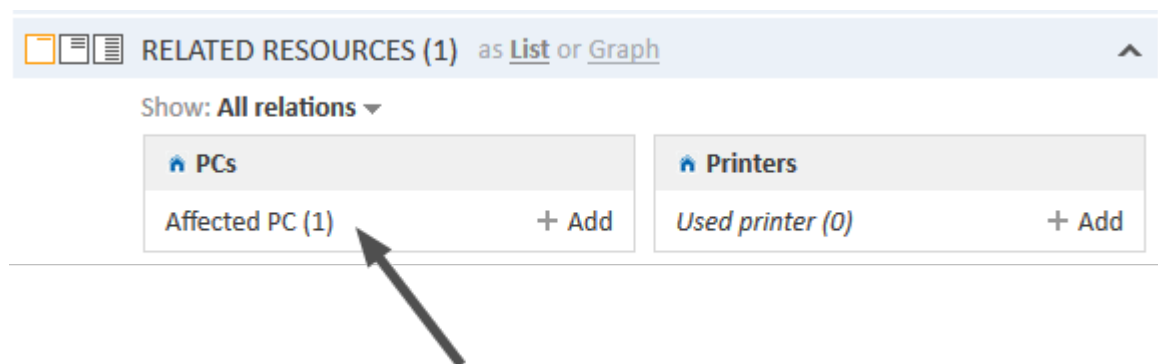 RELATED RESOURCES (1) as List or Graph
Show: All relations
PCs
Printers
Affected PC (1) + Add
Used printer (0) + Add